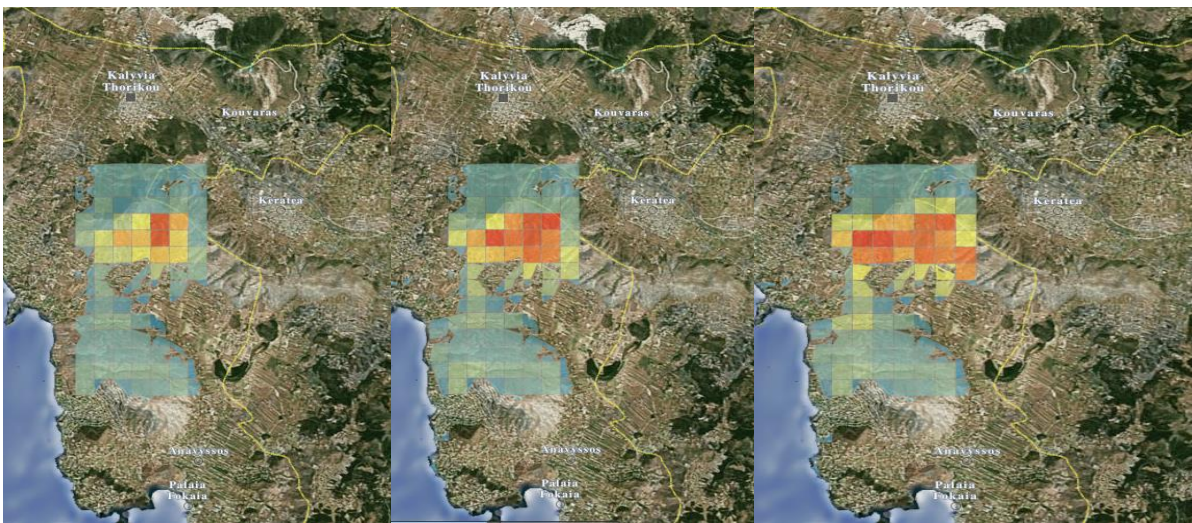 Kalyvia
Thorikou
Kouvaras
Keratea
Anavyssos
Palaia
Fokaia
Kalyvia
Thorikou
Kouvaras
Keratea
Anavyssos
Palaia
Fokaia
Kalyvia
Thorikou
Kouvaras
Keratea
Anavyssos
Palaia
Fokaia